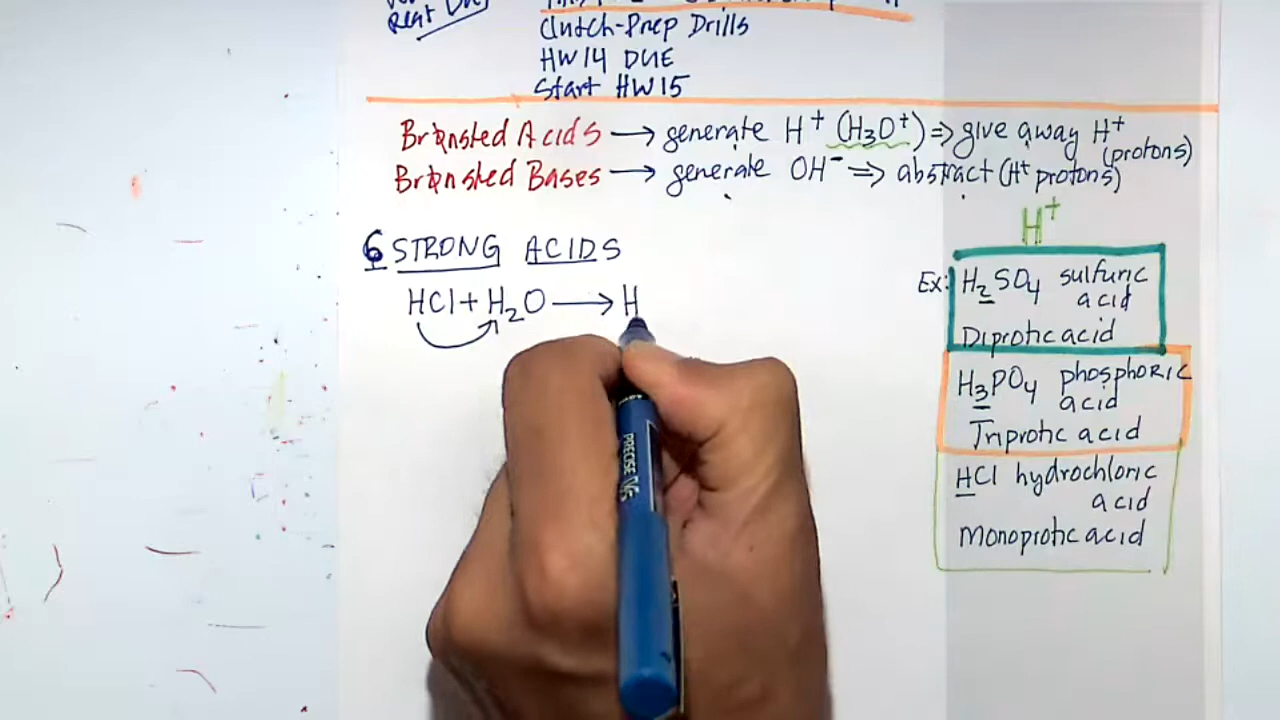 Rest Day
Clutch-Prep Drills
HW14 DUE
Start HW15
Brønsted Acids → generate H⁺ (H₃O⁺) ⇒ give away H⁺
(protons)
Brønsted Bases → generate OH⁻ ⇒ abstract (H⁺ protons)
6 STRONG ACIDS
HCl + H₂O → H
H⁺
Ex: H₂SO₄ sulfuric
acid
Diprotic acid
H₃PO₄ phosphoric
acid
Triprotic acid
HCl hydrochloric
acid
Monoprotic acid
PRECISE V5